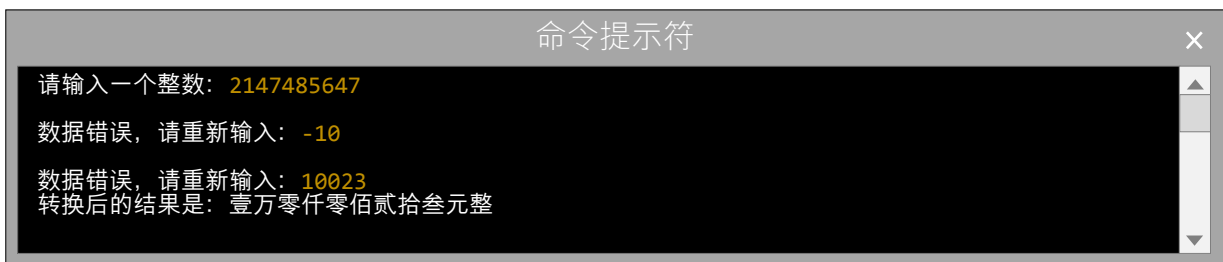 命令提示符
请输入一个整数: 2147485647
数据错误, 请重新输入: -10
数据错误, 请重新输入: 10023
转换后的结果是: 壹万零仟零佰贰拾叁元整